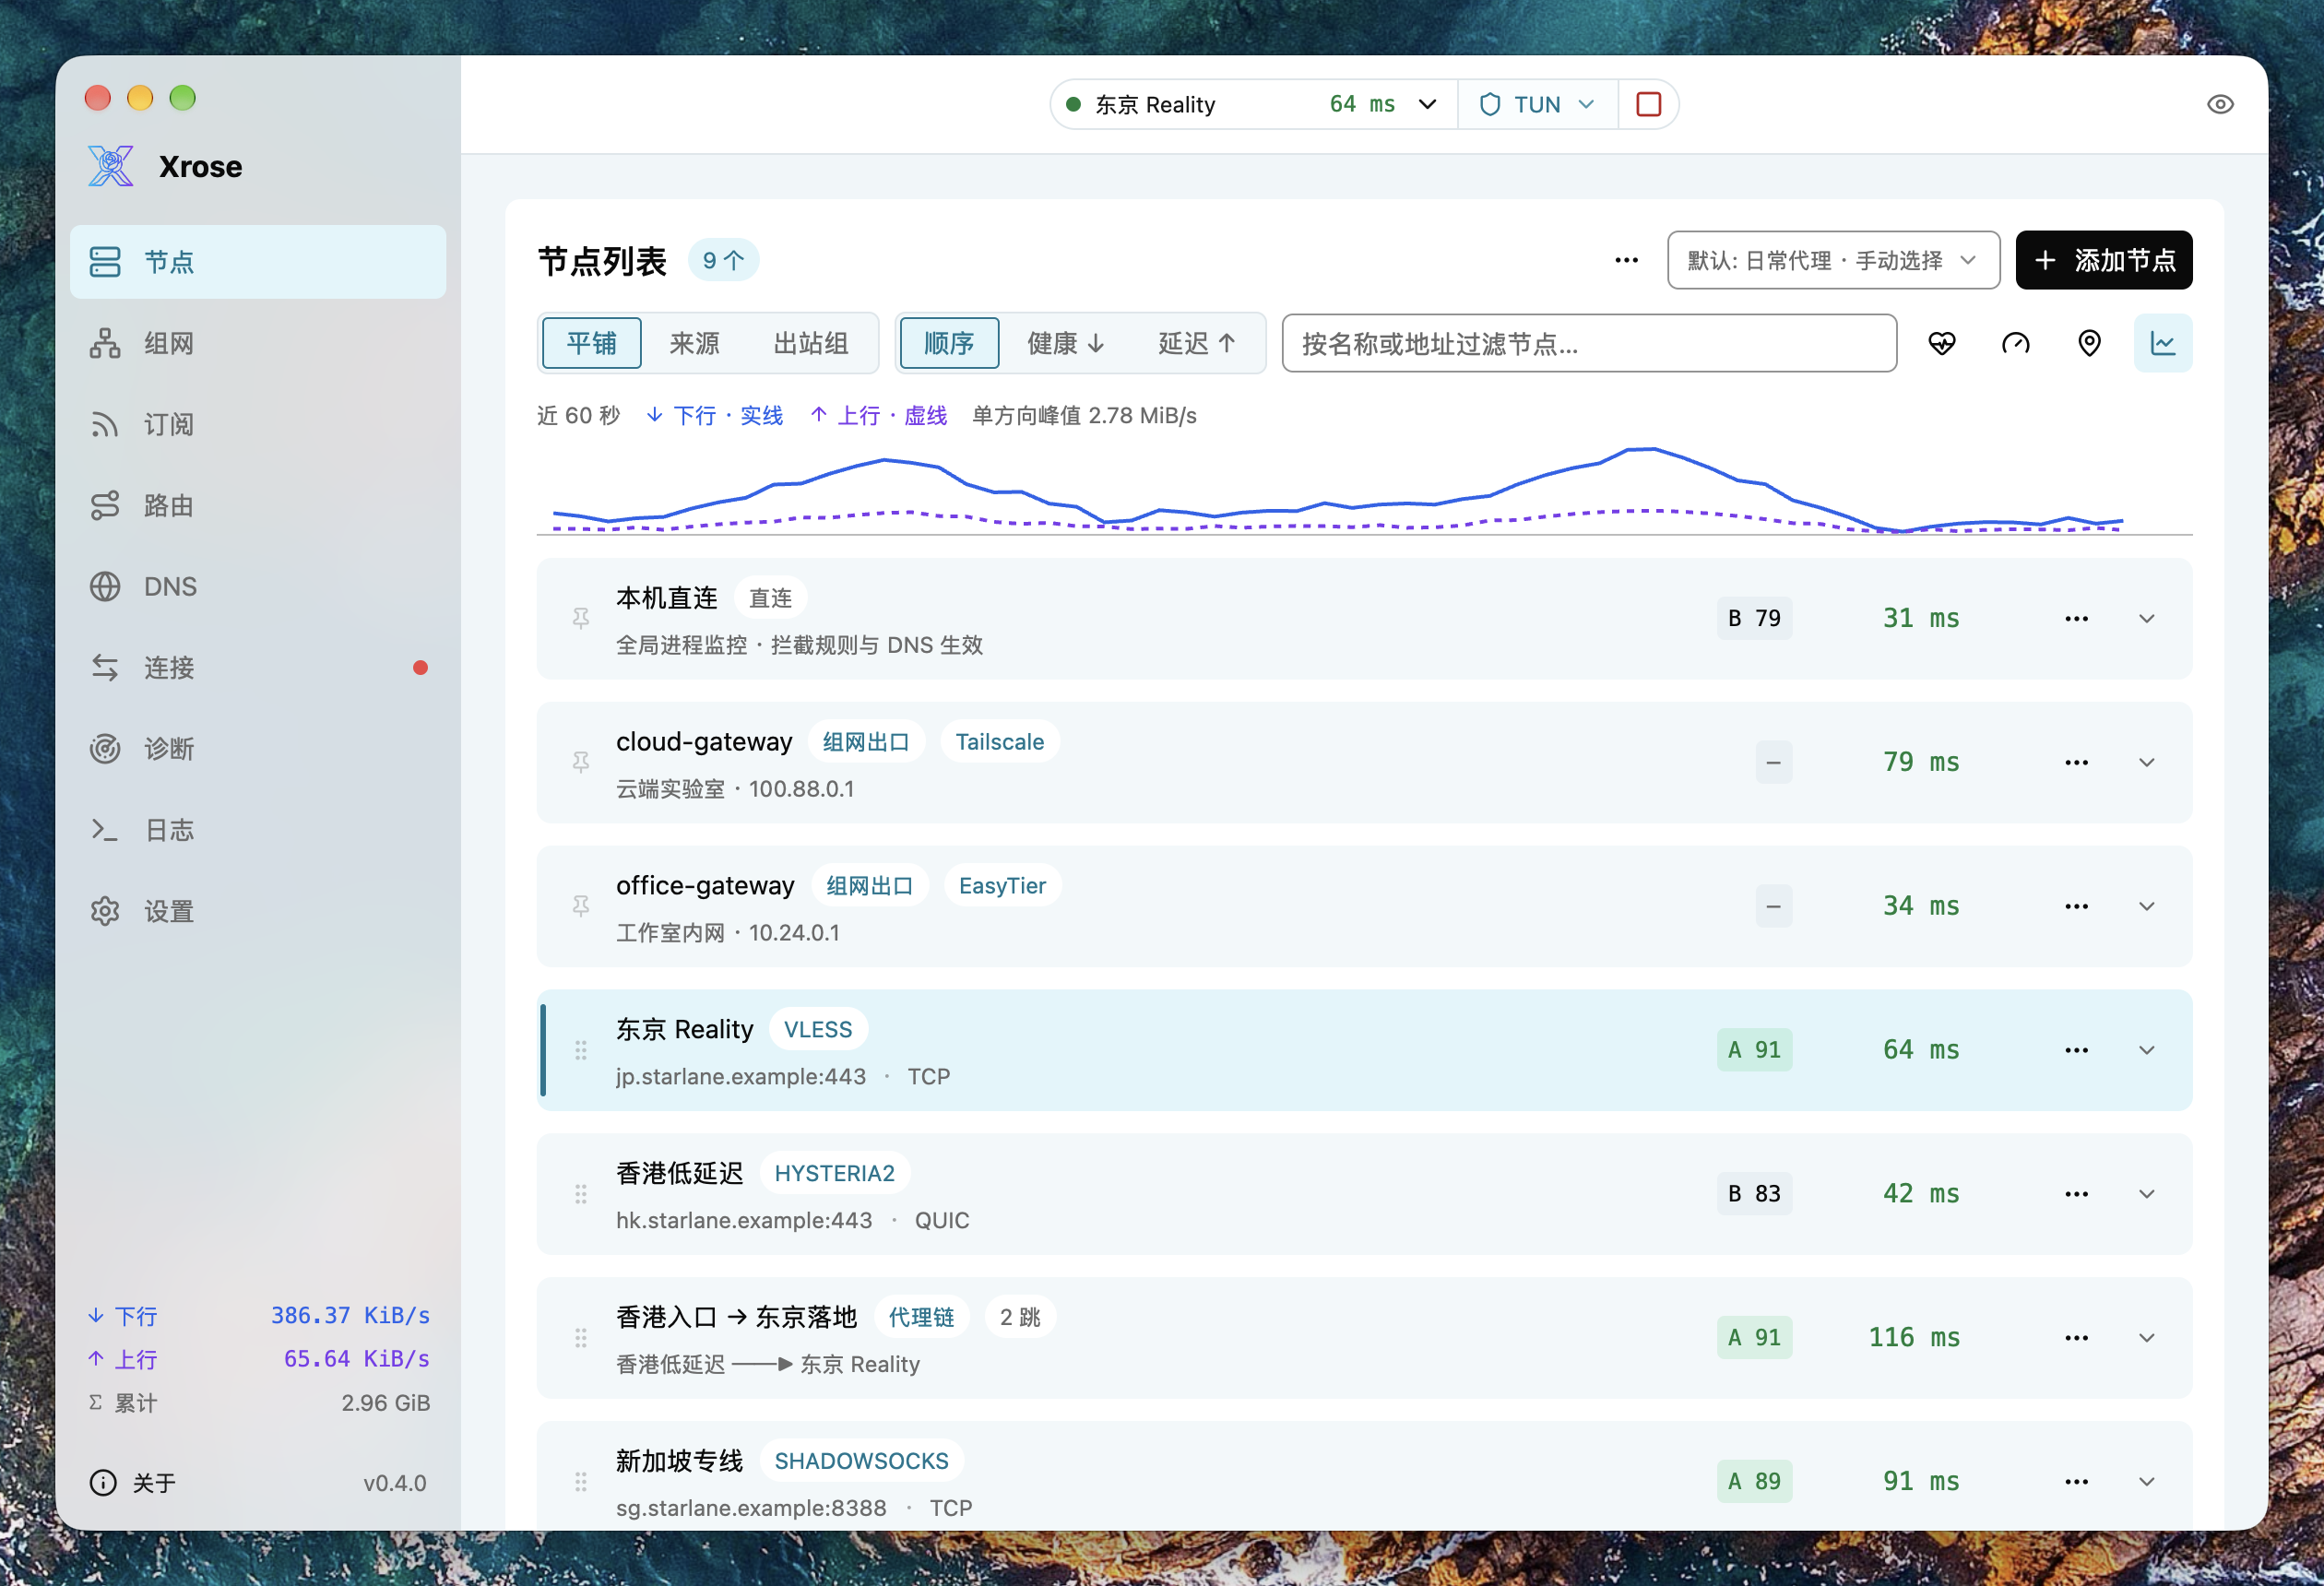 Xrose
节点
组网
订阅
路由
DNS
连接
诊断
日志
设置
↓ 下行 386.37 KiB/s
↑ 上行 65.64 KiB/s
Σ 累计 2.96 GiB
关于 v0.4.0
东京 Reality 64 ms TUN
节点列表 9 个 默认: 日常代理 · 手动选择 + 添加节点
平铺 来源 出站组 顺序 健康 ↓ 延迟 ↑ 按名称或地址过滤节点...
近 60 秒 ↓ 下行 · 实线 ↑ 上行 · 虚线 单方向峰值 2.78 MiB/s
本机直连 直连
全局进程监控 · 拦截规则与 DNS 生效
B 79 31 ms
cloud-gateway 组网出口 Tailscale
云端实验室 · 100.88.0.1
– 79 ms
office-gateway 组网出口 EasyTier
工作室内网 · 10.24.0.1
– 34 ms
东京 Reality VLESS
jp.starlane.example:443 · TCP
A 91 64 ms
香港低延迟 HYSTERIA2
hk.starlane.example:443 · QUIC
B 83 42 ms
香港入口 → 东京落地 代理链 2 跳
香港低延迟 → 东京 Reality
A 91 116 ms
新加坡专线 SHADOWSOCKS
sg.starlane.example:8388 · TCP
A 89 91 ms